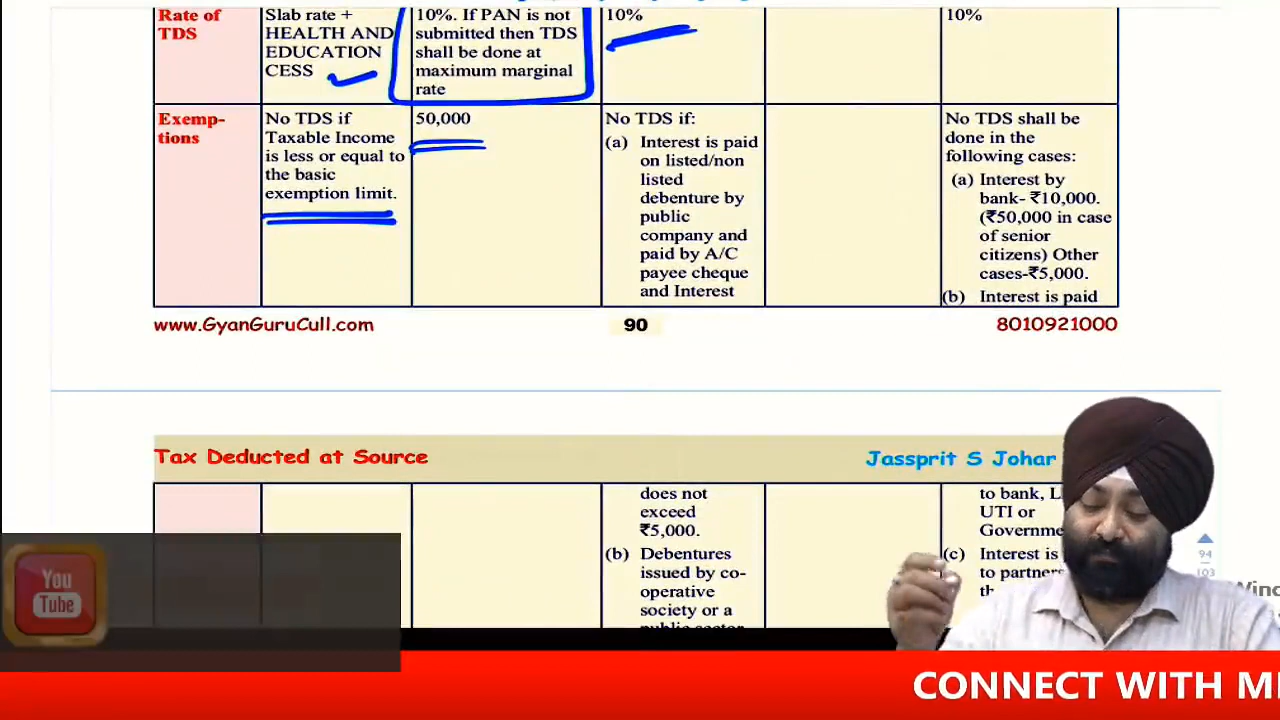 Rate of TDS
Slab rate +
HEALTH AND
EDUCATION
CESS
10%. If PAN is not
submitted then TDS
shall be done at
maximum marginal
rate
10%
10%
Exemp-
tions
No TDS if
Taxable Income
is less or equal to
the basic
exemption limit.
50,000
No TDS if:
(a) Interest is paid
on listed/non
listed
debenture by
public
company and
paid by A/C
payee cheque
and Interest
No TDS shall be
done in the
following cases:
(a) Interest by
bank- ₹10,000.
(₹50,000 in case
of senior
citizens) Other
cases-₹5,000.
(b) Interest is paid
www.GyanGuruCull.com
90
8010921000
Tax Deducted at Source
Jassprit S Johar
does not
exceed
₹5,000.
(b) Debentures
issued by co-
operative
society or a
public sector
to bank,
UTI or
(c) Interest is
94
103
You
Tube
CONNECT WITH